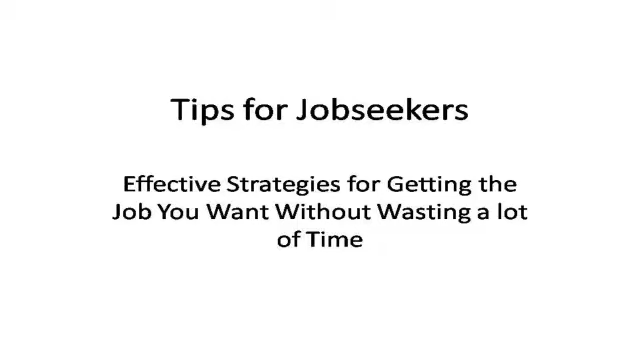 Tips for Jobseekers
Effective Strategies for Getting the
Job You Want Without Wasting a lot
of Time